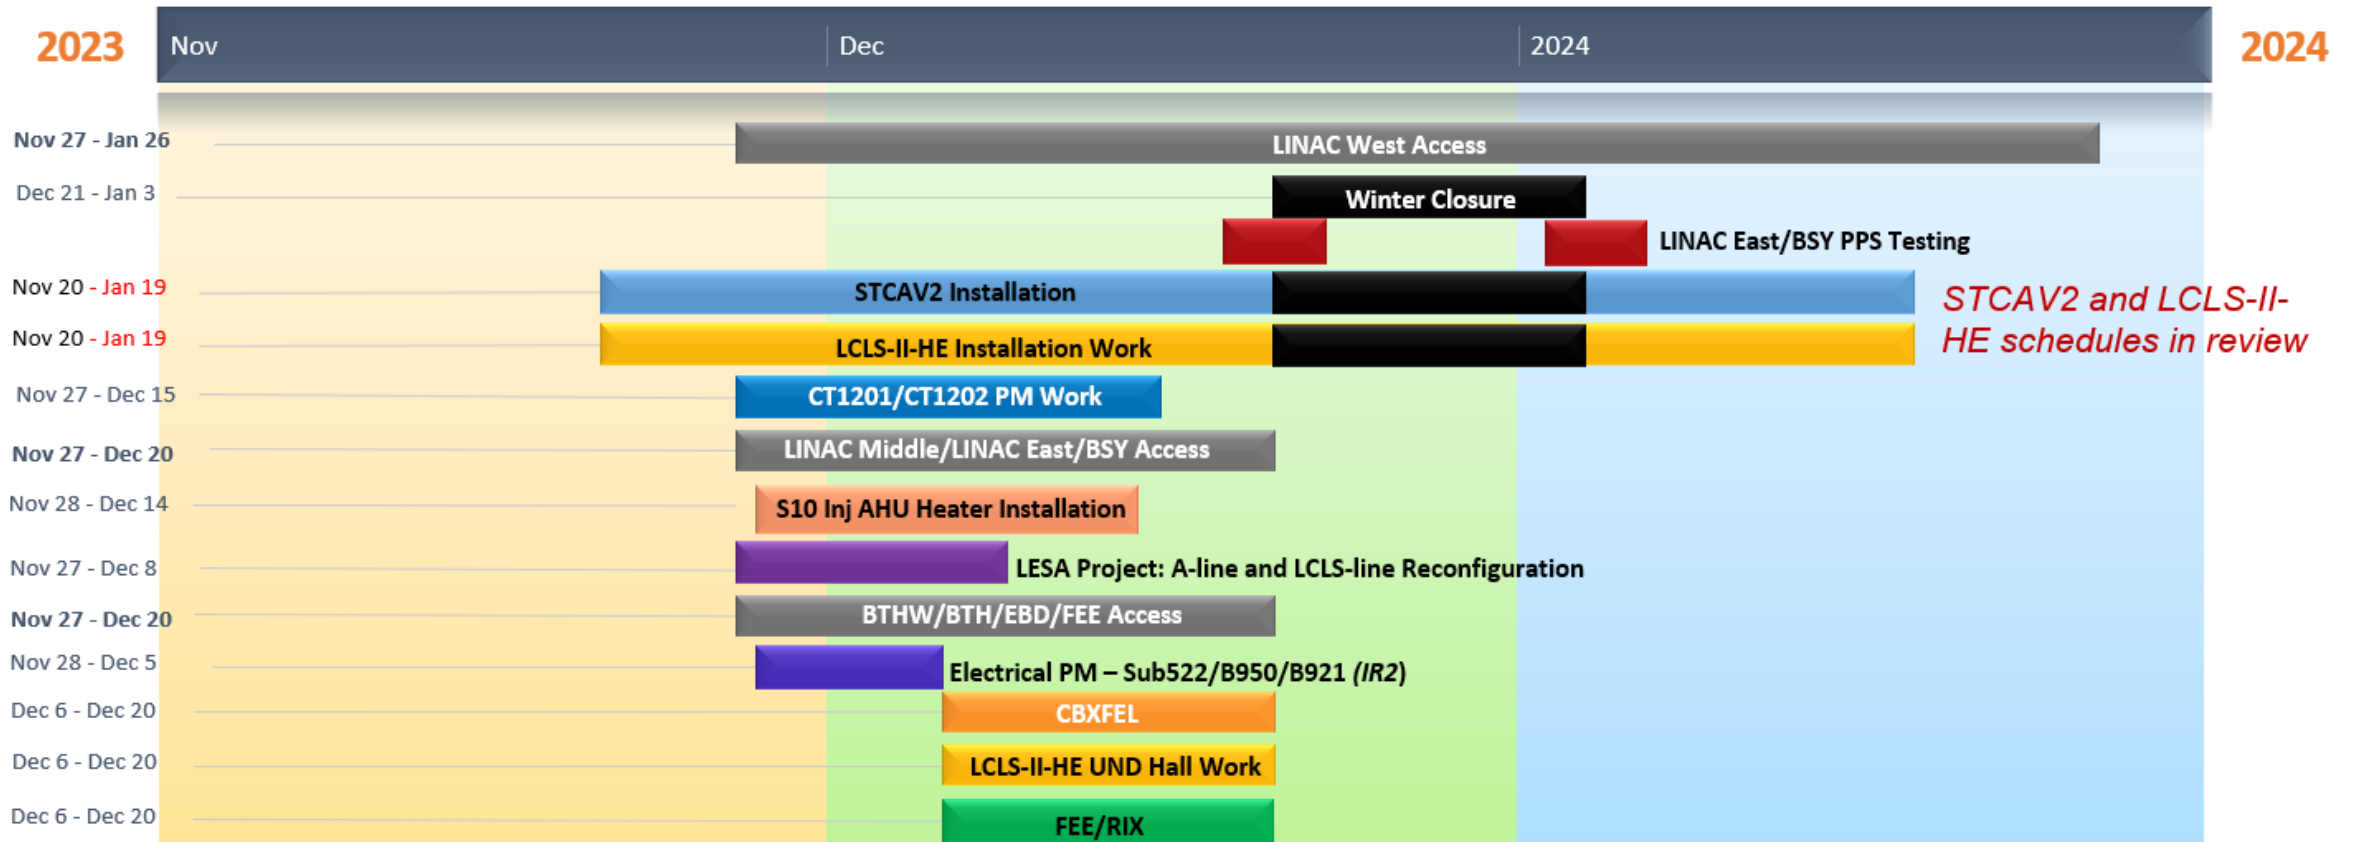 2023 Nov Dec 2024 2024
Nov 27 - Jan 26 LINAC West Access
Dec 21 - Jan 3 Winter Closure
LINAC East/BSY PPS Testing
Nov 20 - Jan 19 STCAV2 Installation
STCAV2 and LCLS-II-
HE schedules in review
Nov 20 - Jan 19 LCLS-II-HE Installation Work
Nov 27 - Dec 15 CT1201/CT1202 PM Work
Nov 27 - Dec 20 LINAC Middle/LINAC East/BSY Access
Nov 28 - Dec 14 S10 Inj AHU Heater Installation
Nov 27 - Dec 8 LESA Project: A-line and LCLS-line Reconfiguration
Nov 27 - Dec 20 BTHW/BTH/EBD/FEE Access
Nov 28 - Dec 5 Electrical PM – Sub522/B950/B921 (IR2)
Dec 6 - Dec 20 CBXFEL
Dec 6 - Dec 20 LCLS-II-HE UND Hall Work
Dec 6 - Dec 20 FEE/RIX